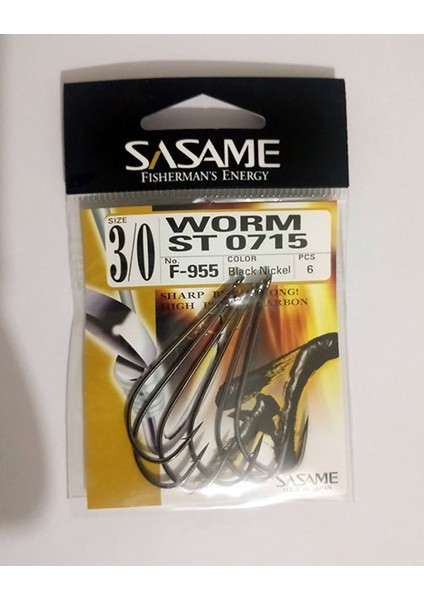 SASAME
FISHERMAN'S ENERGY
SIZE
3/0
WORM
ST 0715
No.
F-955
COLOR
Black Nickel
PCS
6
SHARP
HIGH
CARBON
SASAME
MADE IN JAPAN